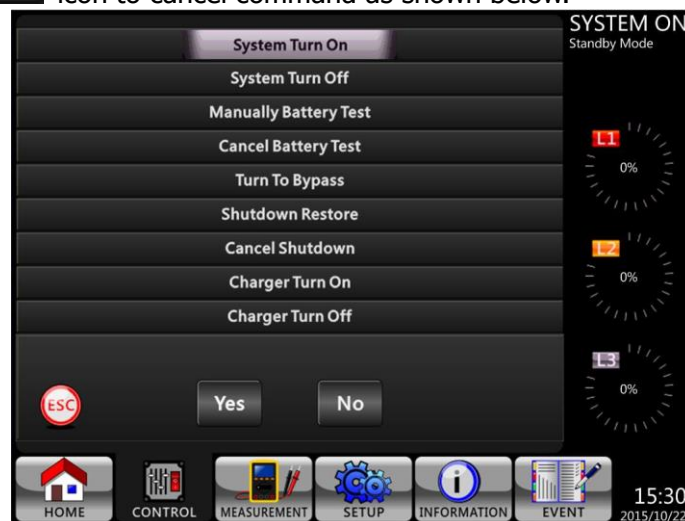 icon to cancel command as shown below.
SYSTEM ON
Standby Mode
System Turn On
System Turn Off
Manually Battery Test
Cancel Battery Test
Turn To Bypass
Shutdown Restore
Cancel Shutdown
Charger Turn On
Charger Turn Off
L1
0%
L2
0%
L3
0%
ESC
Yes
No
HOME
CONTROL
MEASUREMENT
SETUP
INFORMATION
EVENT
15:30
2015/10/22